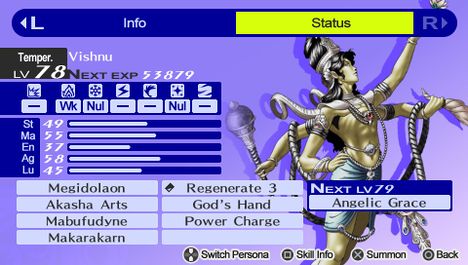 L Info Status R
Temper. Vishnu
LV 78 NEXT EXP 53879
— Wk Nul — — Nul —
St 49
Ma 55
En 37
Ag 58
Lu 45
NEXT LV79
Angelic Grace
Megidolaon Regenerate 3
Akasha Arts God's Hand
Mabufudyne Power Charge
Makarakarn
Switch Persona Skill Info Summon Back